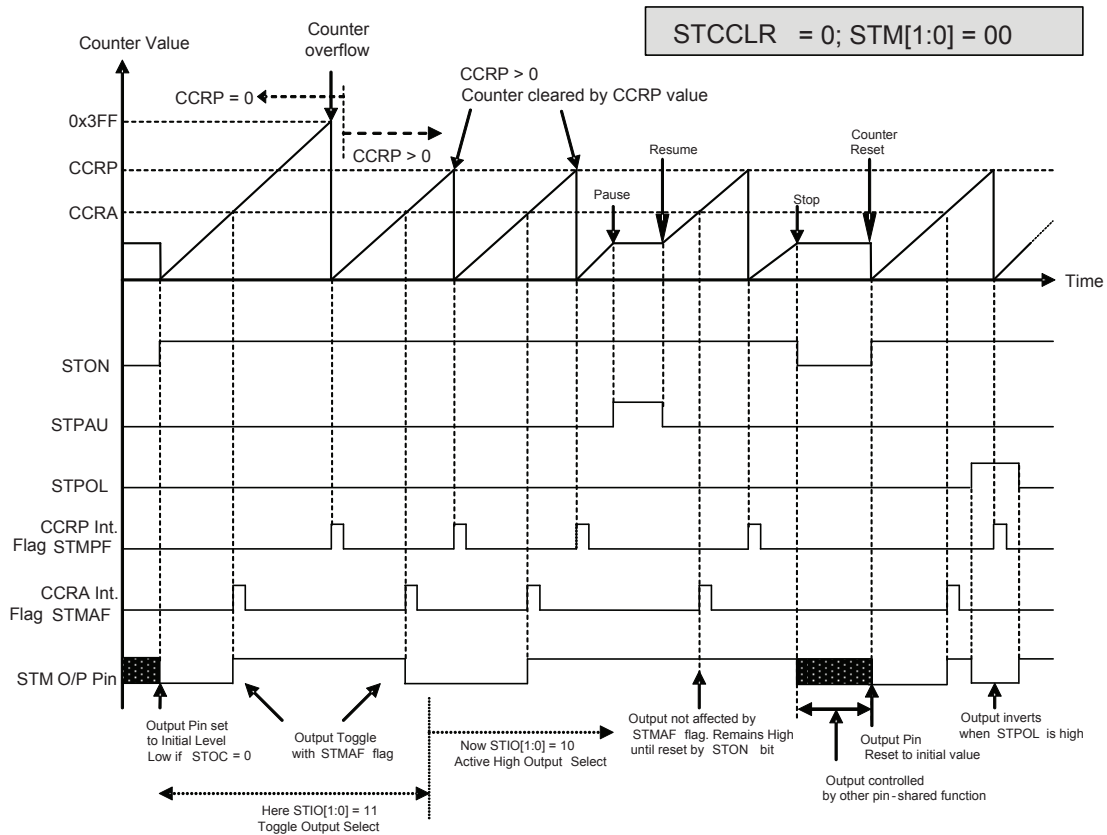 STCCLR = 0; STM[1:0] = 00
Counter Value
Counter
overflow
CCRP = 0
CCRP > 0
CCRP > 0
Counter cleared by CCRP value
0x3FF
CCRP
CCRA
Pause
Resume
Stop
Counter
Reset
Time
STON
STPAU
STPOL
CCRP Int.
Flag STMPF
CCRA Int.
Flag STMAF
STM O/P Pin
Output Pin set
to Initial Level
Low if STOC = 0
Output Toggle
with STMAF flag
Now STIO[1:0] = 10
Active High Output Select
Output not affected by
STMAF flag. Remains High
until reset by STON bit
Output Pin
Reset to initial value
Output inverts
when STPOL is high
Output controlled
by other pin-shared function
Here STIO[1:0] = 11
Toggle Output Select